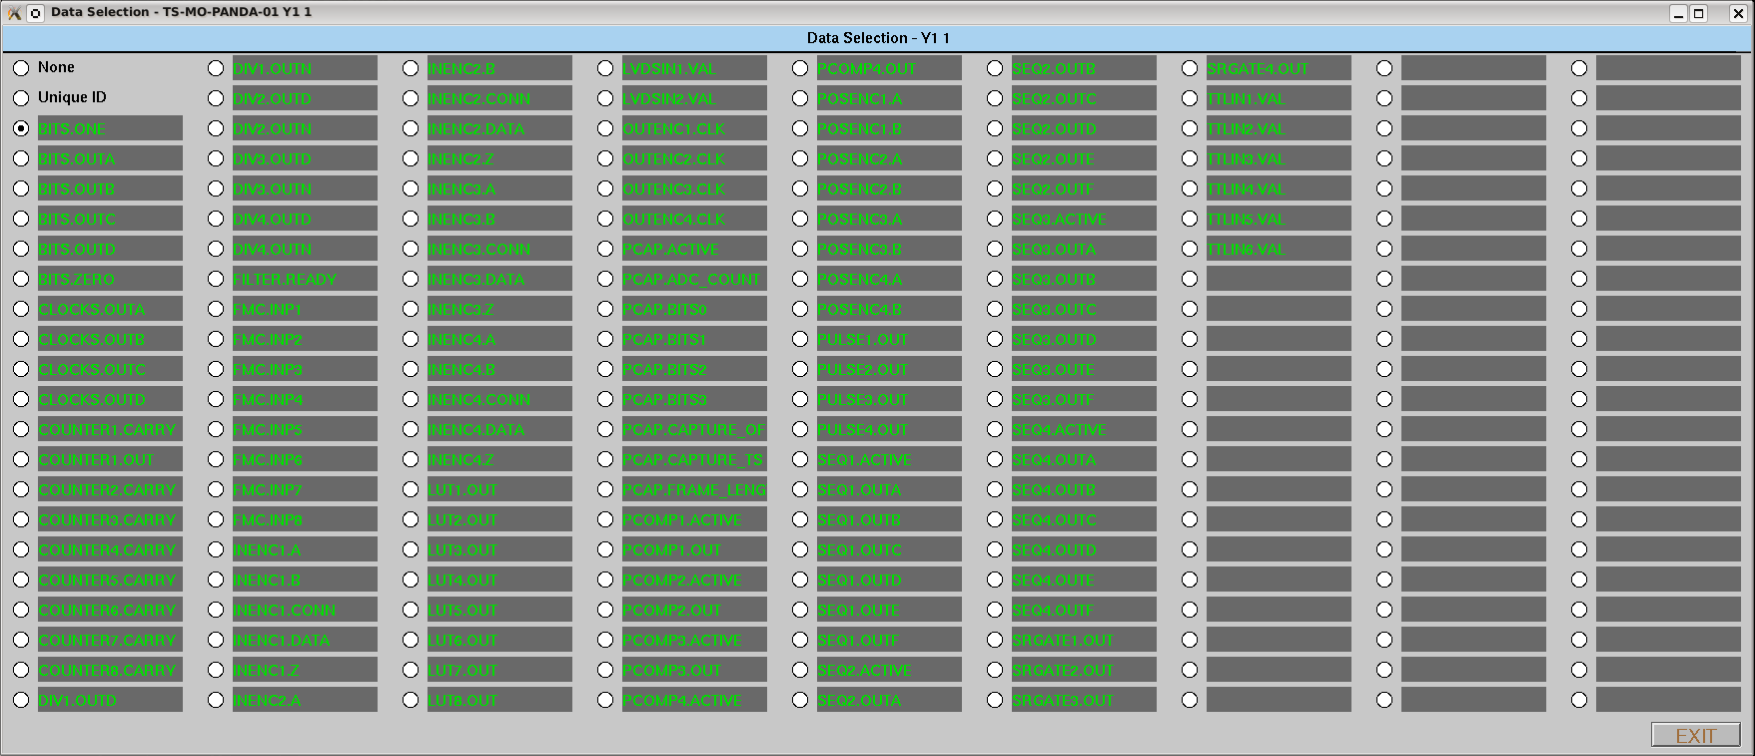 Data Selection - TS-MO-PANDA-01 Y1 1
Data Selection - Y1 1
None
Unique ID
BITS.ONE
BITS.OUTA
BITS.OUTB
BITS.OUTC
BITS.OUTD
BITS.ZERO
CLOCKS.OUTA
CLOCKS.OUTB
CLOCKS.OUTC
CLOCKS.OUTD
COUNTER1.CARRY
COUNTER1.OUT
COUNTER2.CARRY
COUNTER3.CARRY
COUNTER4.CARRY
COUNTER5.CARRY
COUNTER6.CARRY
COUNTER7.CARRY
COUNTER8.CARRY
DIV1.OUTD
DIV1.OUTN
DIV2.OUTD
DIV2.OUTN
DIV3.OUTD
DIV3.OUTN
DIV4.OUTD
DIV4.OUTN
FILTER.READY
FMC.INP1
FMC.INP2
FMC.INP3
FMC.INP4
FMC.INP5
FMC.INP6
FMC.INP7
FMC.INP8
INENC1.A
INENC1.B
INENC1.CONN
INENC1.DATA
INENC1.Z
INENC2.A
INENC2.B
INENC2.CONN
INENC2.DATA
INENC2.Z
INENC3.A
INENC3.B
INENC3.CONN
INENC3.DATA
INENC3.Z
INENC4.A
INENC4.B
INENC4.CONN
INENC4.DATA
INENC4.Z
LUT1.OUT
LUT2.OUT
LUT3.OUT
LUT4.OUT
LUT5.OUT
LUT6.OUT
LUT7.OUT
LUT8.OUT
LVDSIN1.VAL
LVDSIN2.VAL
OUTENC1.CLK
OUTENC2.CLK
OUTENC3.CLK
OUTENC4.CLK
PCAP.ACTIVE
PCAP.ADC_COUNT
PCAP.BITS0
PCAP.BITS1
PCAP.BITS2
PCAP.BITS3
PCAP.CAPTURE_OF
PCAP.CAPTURE_TS
PCAP.FRAME_LENG
PCOMP1.ACTIVE
PCOMP1.OUT
PCOMP2.ACTIVE
PCOMP2.OUT
PCOMP3.ACTIVE
PCOMP3.OUT
PCOMP4.ACTIVE
PCOMP4.OUT
POSENC1.A
POSENC1.B
POSENC2.A
POSENC2.B
POSENC3.A
POSENC3.B
POSENC4.A
POSENC4.B
PULSE1.OUT
PULSE2.OUT
PULSE3.OUT
PULSE4.OUT
SEQ1.ACTIVE
SEQ1.OUTA
SEQ1.OUTB
SEQ1.OUTC
SEQ1.OUTD
SEQ1.OUTE
SEQ1.OUTF
SEQ2.ACTIVE
SEQ2.OUTA
SEQ2.OUTB
SEQ2.OUTC
SEQ2.OUTD
SEQ2.OUTE
SEQ2.OUTF
SEQ3.ACTIVE
SEQ3.OUTA
SEQ3.OUTB
SEQ3.OUTC
SEQ3.OUTD
SEQ3.OUTE
SEQ3.OUTF
SEQ4.ACTIVE
SEQ4.OUTA
SEQ4.OUTB
SEQ4.OUTC
SEQ4.OUTD
SEQ4.OUTE
SEQ4.OUTF
SRGATE1.OUT
SRGATE2.OUT
SRGATE3.OUT
SRGATE4.OUT
TTLIN1.VAL
TTLIN2.VAL
TTLIN3.VAL
TTLIN4.VAL
TTLIN5.VAL
TTLIN6.VAL
EXIT